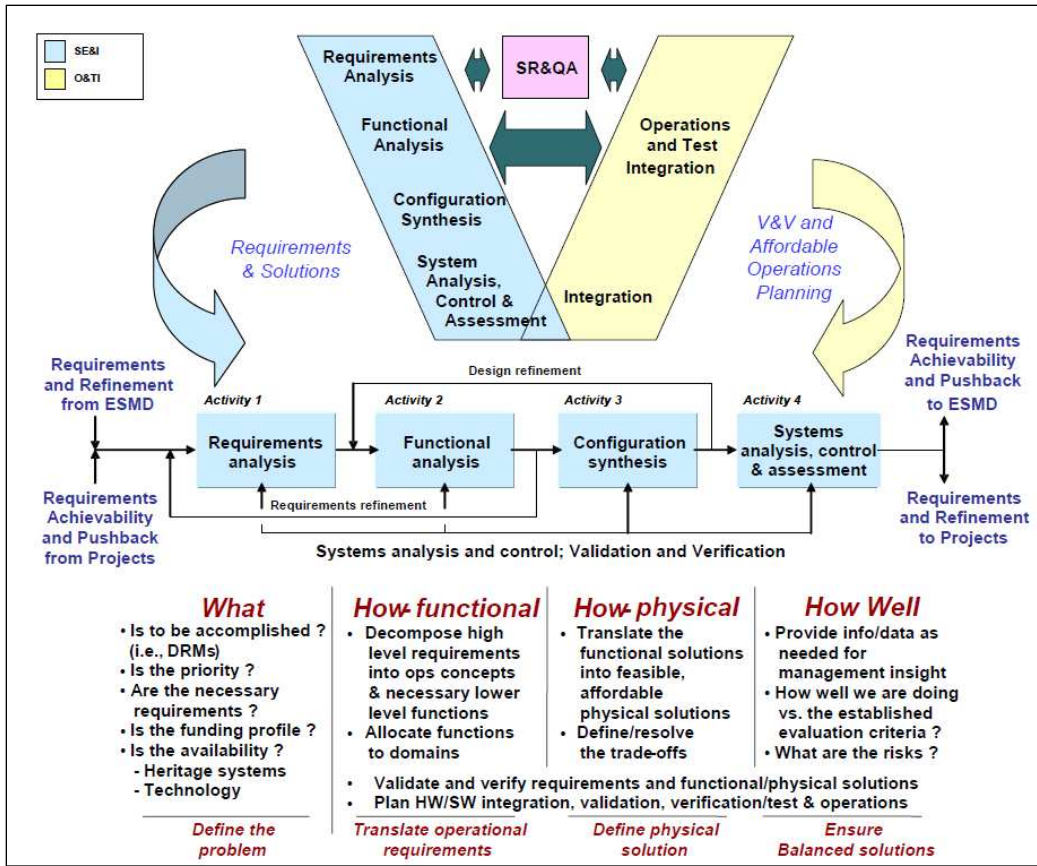 SE&I
O&TI
Requirements
Analysis
SR&QA
Functional
Analysis
Operations
and Test
Integration
Configuration
Synthesis
System
Analysis,
Control &
Assessment
Integration
Requirements
& Solutions
V&V and
Affordable
Operations
Planning
Requirements
and Refinement
from ESMD
Requirements
Achievability
and Pushback
to ESMD
Design refinement
Activity 1
Activity 2
Activity 3
Activity 4
Requirements
analysis
Functional
analysis
Configuration
synthesis
Systems
analysis, control
& assessment
Requirements
Achievability
and Pushback
from Projects
Requirements refinement
Requirements
and Refinement
to Projects
Systems analysis and control; Validation and Verification
What
• Is to be accomplished ?
(i.e., DRMs)
• Is the priority ?
• Are the necessary
requirements ?
• Is the funding profile ?
• Is the availability ?
- Heritage systems
- Technology
How- functional
• Decompose high
level requirements
into ops concepts
& necessary lower
level functions
• Allocate functions
to domains
How- physical
• Translate the
functional solutions
into feasible,
affordable
physical solutions
• Define/resolve
the trade-offs
How Well
• Provide info/data as
needed for
management insight
• How well we are doing
vs. the established
evaluation criteria ?
• What are the risks ?
• Validate and verify requirements and functional/physical solutions
• Plan HW/SW integration, validation, verification/test & operations
Define the
problem
Translate operational
requirements
Define physical
solution
Ensure
Balanced solutions